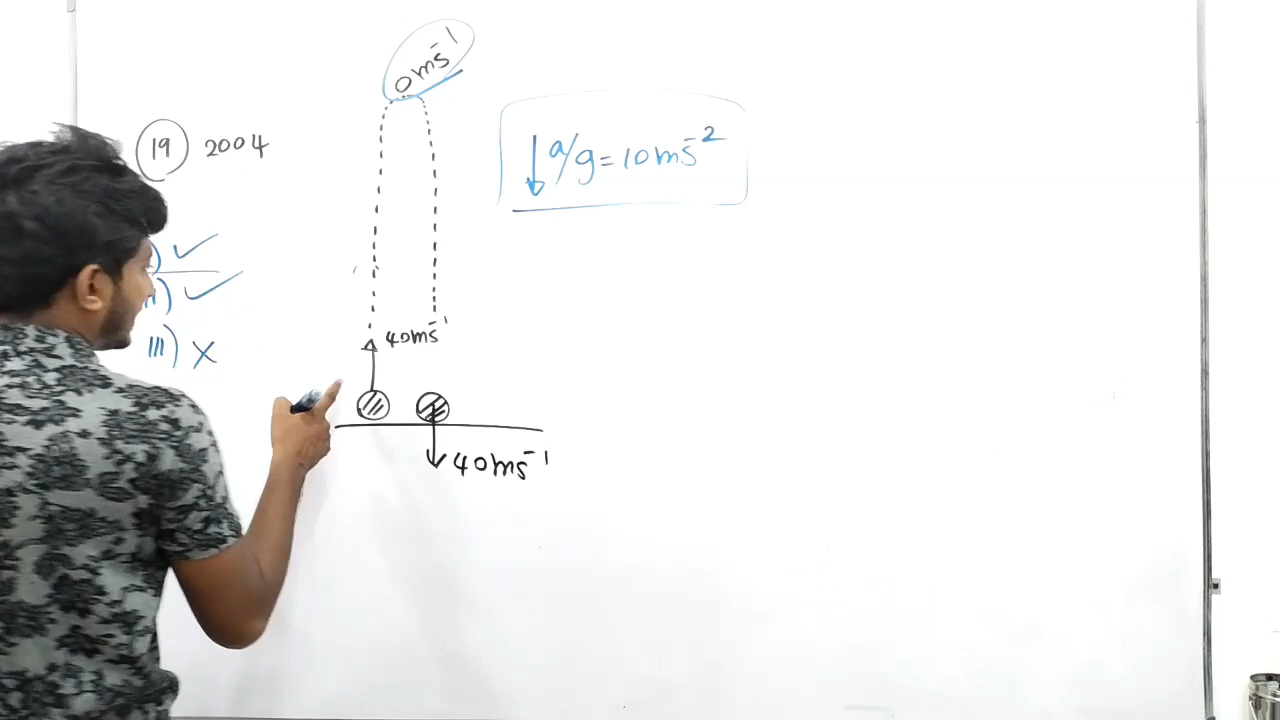 0 ms⁻¹
19 2004
↓ a/g = 10 ms⁻²
) ✓
ii) ✓
iii) ✗
40 ms⁻¹
40 ms⁻¹